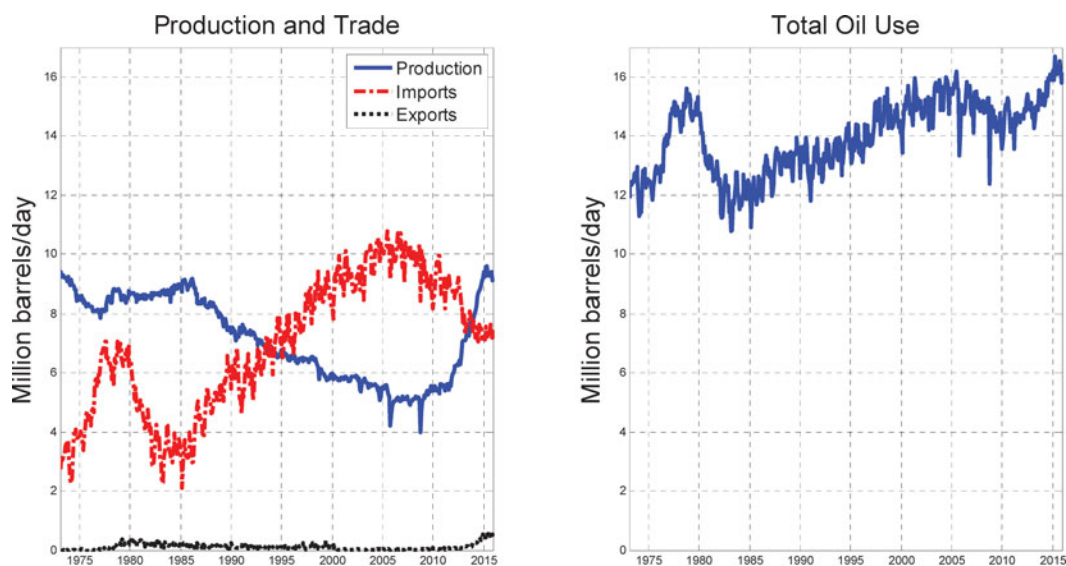 Production and Trade
Million barrels/day
16
14
12
10
8
6
4
2
0
1975 1980 1985 1990 1995 2000 2005 2010 2015
Production
Imports
Exports
Total Oil Use
Million barrels/day
16
14
12
10
8
6
4
2
0
1975 1980 1985 1990 1995 2000 2005 2010 2015